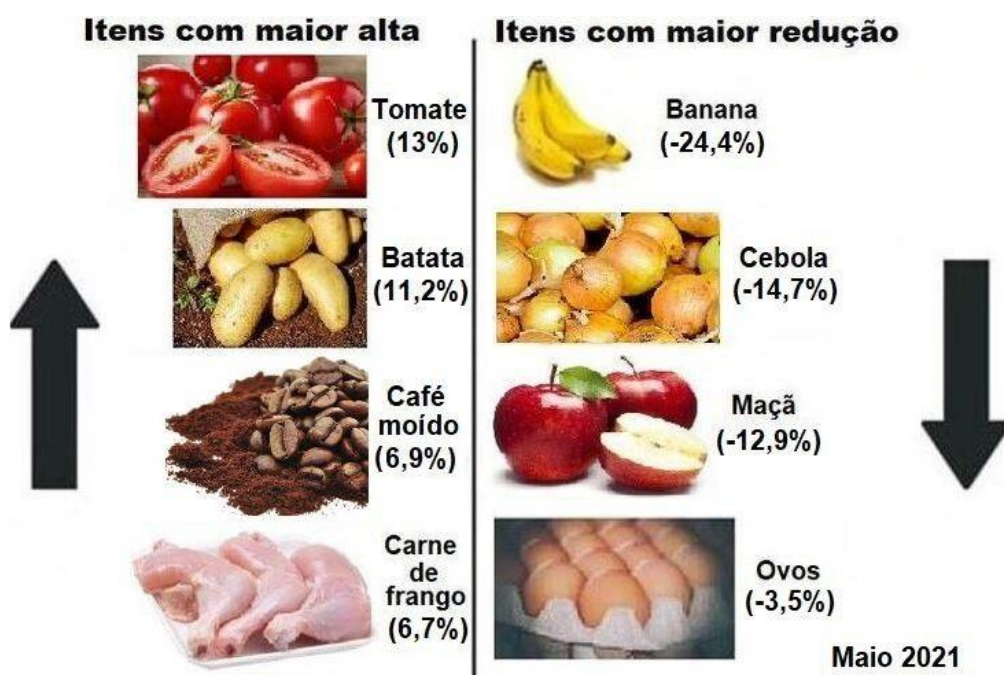 Itens com maior alta
Tomate
(13%)
Batata
(11,2%)
Café
moído
(6,9%)
Carne
de
frango
(6,7%)
Itens com maior redução
Banana
(-24,4%)
Cebola
(-14,7%)
Maçã
(-12,9%)
Ovos
(-3,5%)
Maio 2021